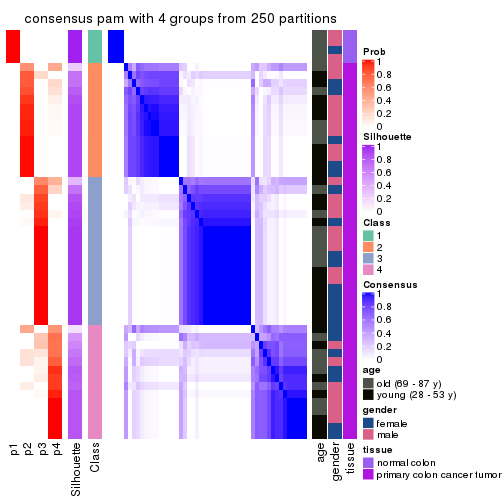 consensus pam with 4 groups from 250 partitions
Prob
1
0.8
0.6
0.4
0.2
0
Silhouette
1
0.8
0.6
0.4
0.2
0
Class
1
2
3
4
Consensus
1
0.8
0.6
0.4
0.2
0
age
old (69 - 87 y)
young (28 - 53 y)
gender
female
male
tissue
normal colon
primary colon cancer tumor
p1
p2
p3
p4
Silhouette
Class
age
gender
tissue